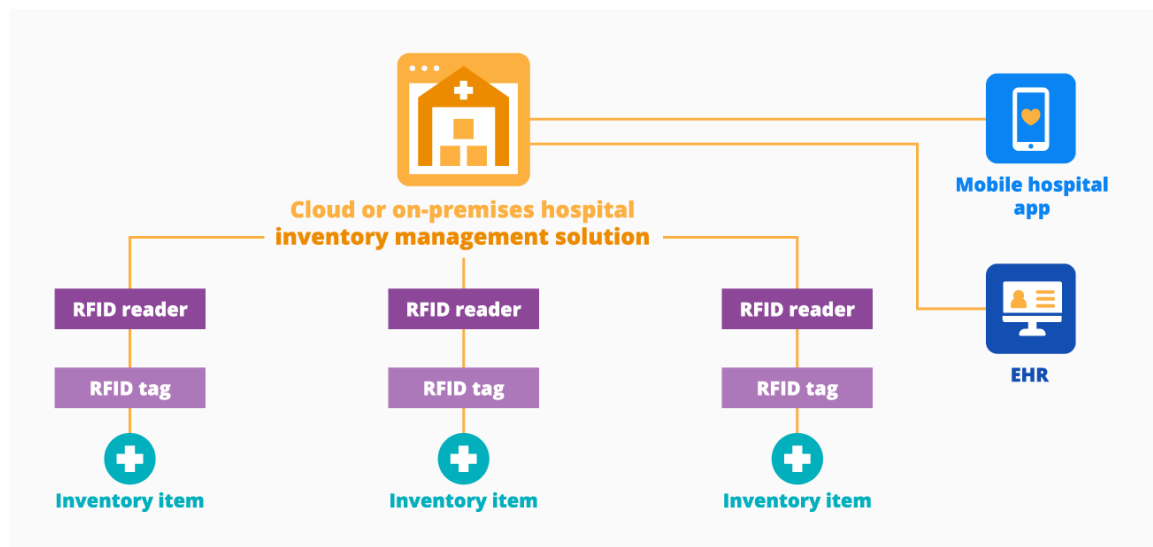 Cloud or on-premises hospital
inventory management solution
Mobile hospital
app
RFID reader
RFID reader
RFID reader
EHR
RFID tag
RFID tag
RFID tag
Inventory item
Inventory item
Inventory item